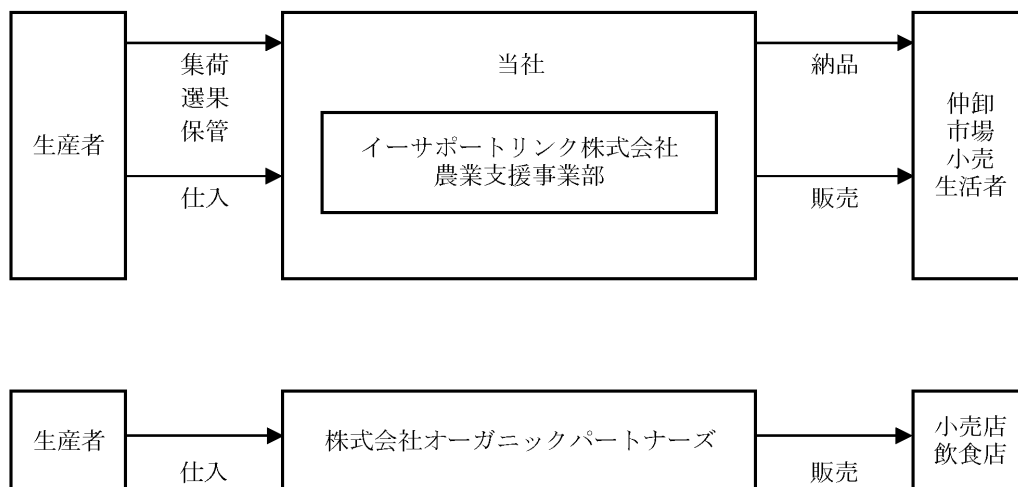 生産者
集荷
選果
保管
仕入
当社
イーサポートリンク株式会社
農業支援事業部
納品
販売
仲卸
市場
小売
生活者
生産者
仕入
株式会社オーガニックパートナーズ
販売
小売店
飲食店